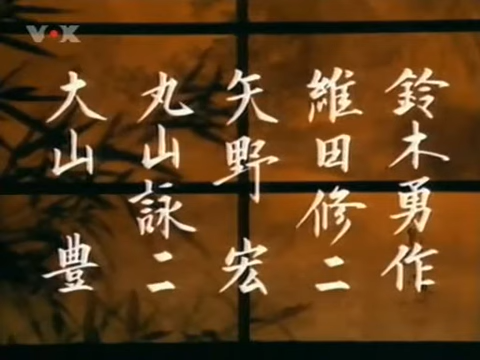 VOX
鈴木勇作
維田修二
矢野宏
丸山詠二
大山豊